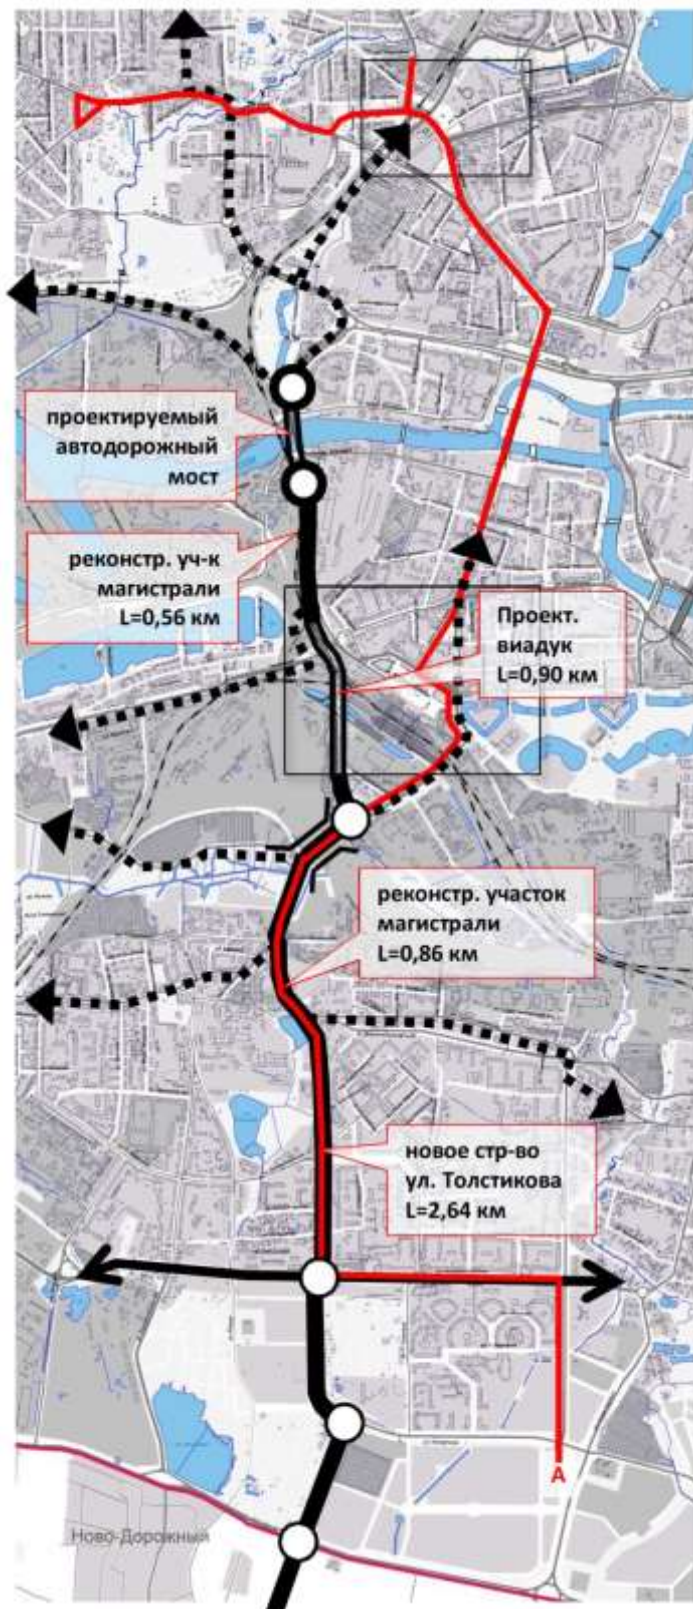 проектируемый
автодорожный
мост
реконстр. уч-к
магистрали
L=0,56 км
Проект.
виадук
L=0,90 км
реконстр. участок
магистрали
L=0,86 км
новое стр-во
ул. Толстикова
L=2,64 км
А
Ново-Дорожный